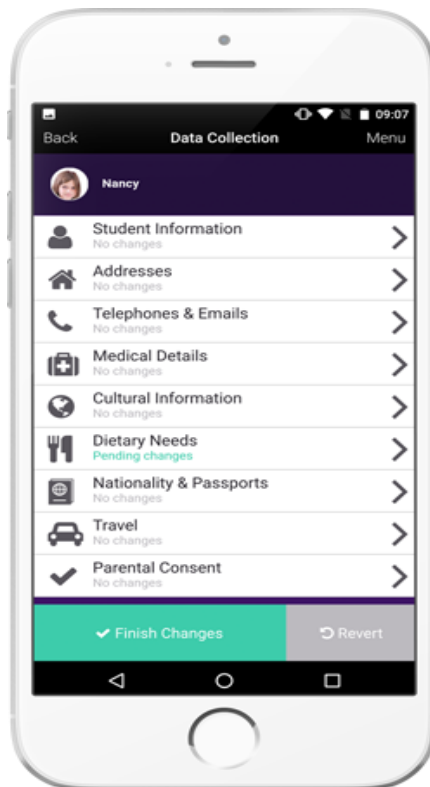 09:07
Back Data Collection Menu
Nancy
Student Information
No changes
Addresses
No changes
Telephones & Emails
No changes
Medical Details
No changes
Cultural Information
No changes
Dietary Needs
Pending changes
Nationality & Passports
No changes
Travel
No changes
Parental Consent
No changes
Finish Changes Revert